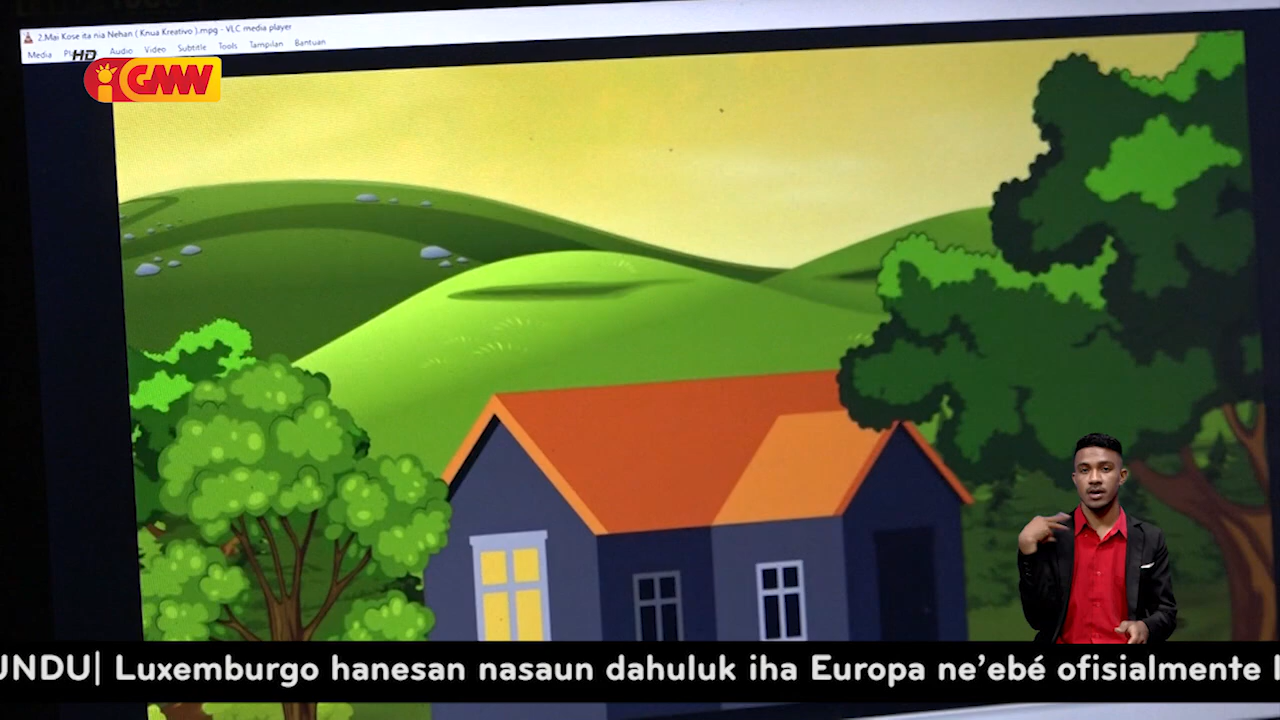 2.Mai Kose ita nia Nehan ( Knua Kreativo ).mpg - VLC media player
Media Audio Video Subtitle Tools Tampilan Bantuan
HD
iGMN
UNDU| Luxemburgo hanesan nasaun dahuluk iha Europa ne'ebé ofisialmente